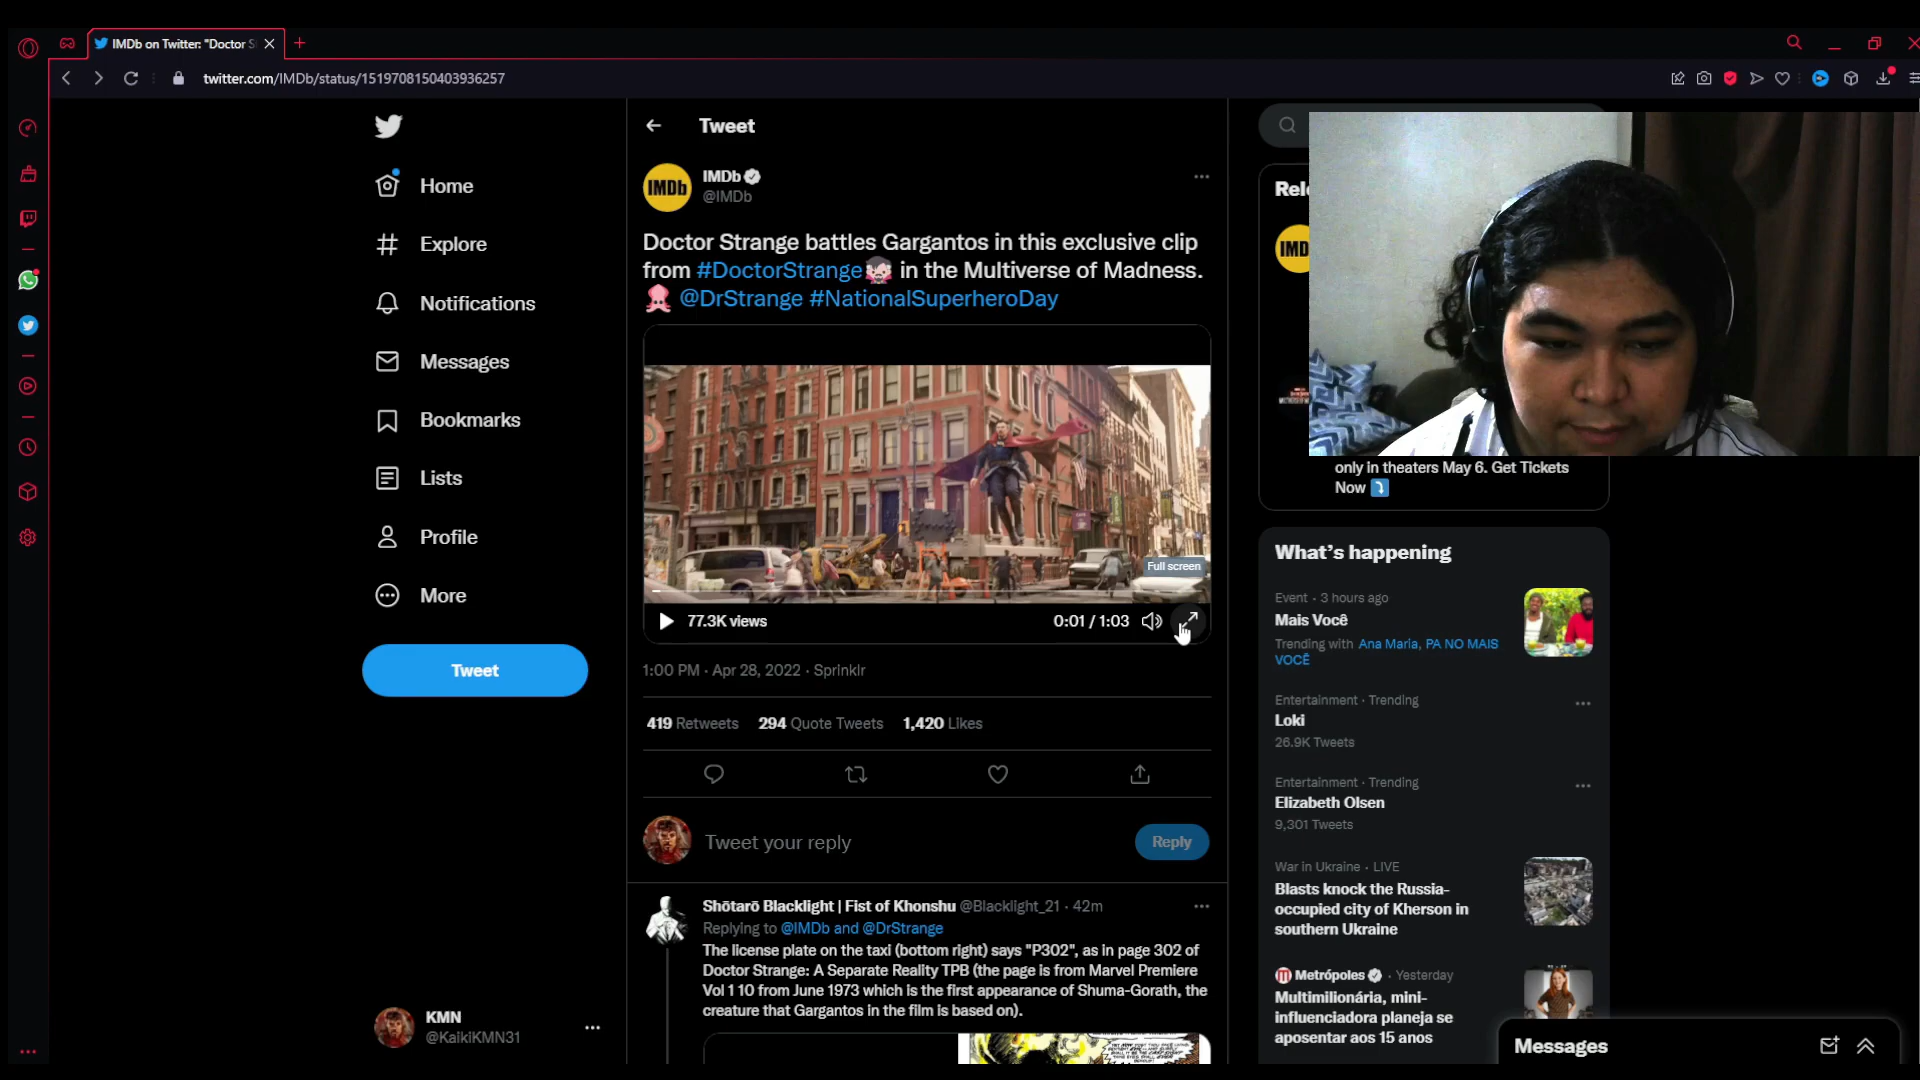 IMDb on Twitter: "Doctor S
twitter.com/IMDb/status/1519708150403936257
Home
Explore
Notifications
Messages
Bookmarks
Lists
Profile
More
Tweet
KMN
@KaikiKMN31
Tweet
IMDb
IMDb
@IMDb
Doctor Strange battles Gargantos in this exclusive clip
from #DoctorStrange in the Multiverse of Madness.
@DrStrange #NationalSuperheroDay
Full screen
77.3K views
0:01 / 1:03
1:00 PM · Apr 28, 2022 · Sprinklr
419 Retweets 294 Quote Tweets 1,420 Likes
Tweet your reply
Reply
Shōtarō Blacklight | Fist of Khonshu @Blacklight_21 · 42m
Replying to @IMDb and @DrStrange
The license plate on the taxi (bottom right) says "P302", as in page 302 of
Doctor Strange: A Separate Reality TPB (the page is from Marvel Premiere
Vol 1 10 from June 1973 which is the first appearance of Shuma-Gorath, the
creature that Gargantos in the film is based on).
Rel
IMD
only in theaters May 6. Get Tickets
Now
What's happening
Event · 3 hours ago
Mais Você
Trending with Ana Maria, PA NO MAIS
VOCÊ
Entertainment · Trending
Loki
26.9K Tweets
Entertainment · Trending
Elizabeth Olsen
9,301 Tweets
War in Ukraine · LIVE
Blasts knock the Russia-
occupied city of Kherson in
southern Ukraine
Metrópoles · Yesterday
Multimilionária, mini-
influenciadora planeja se
aposentar aos 15 anos
Messages